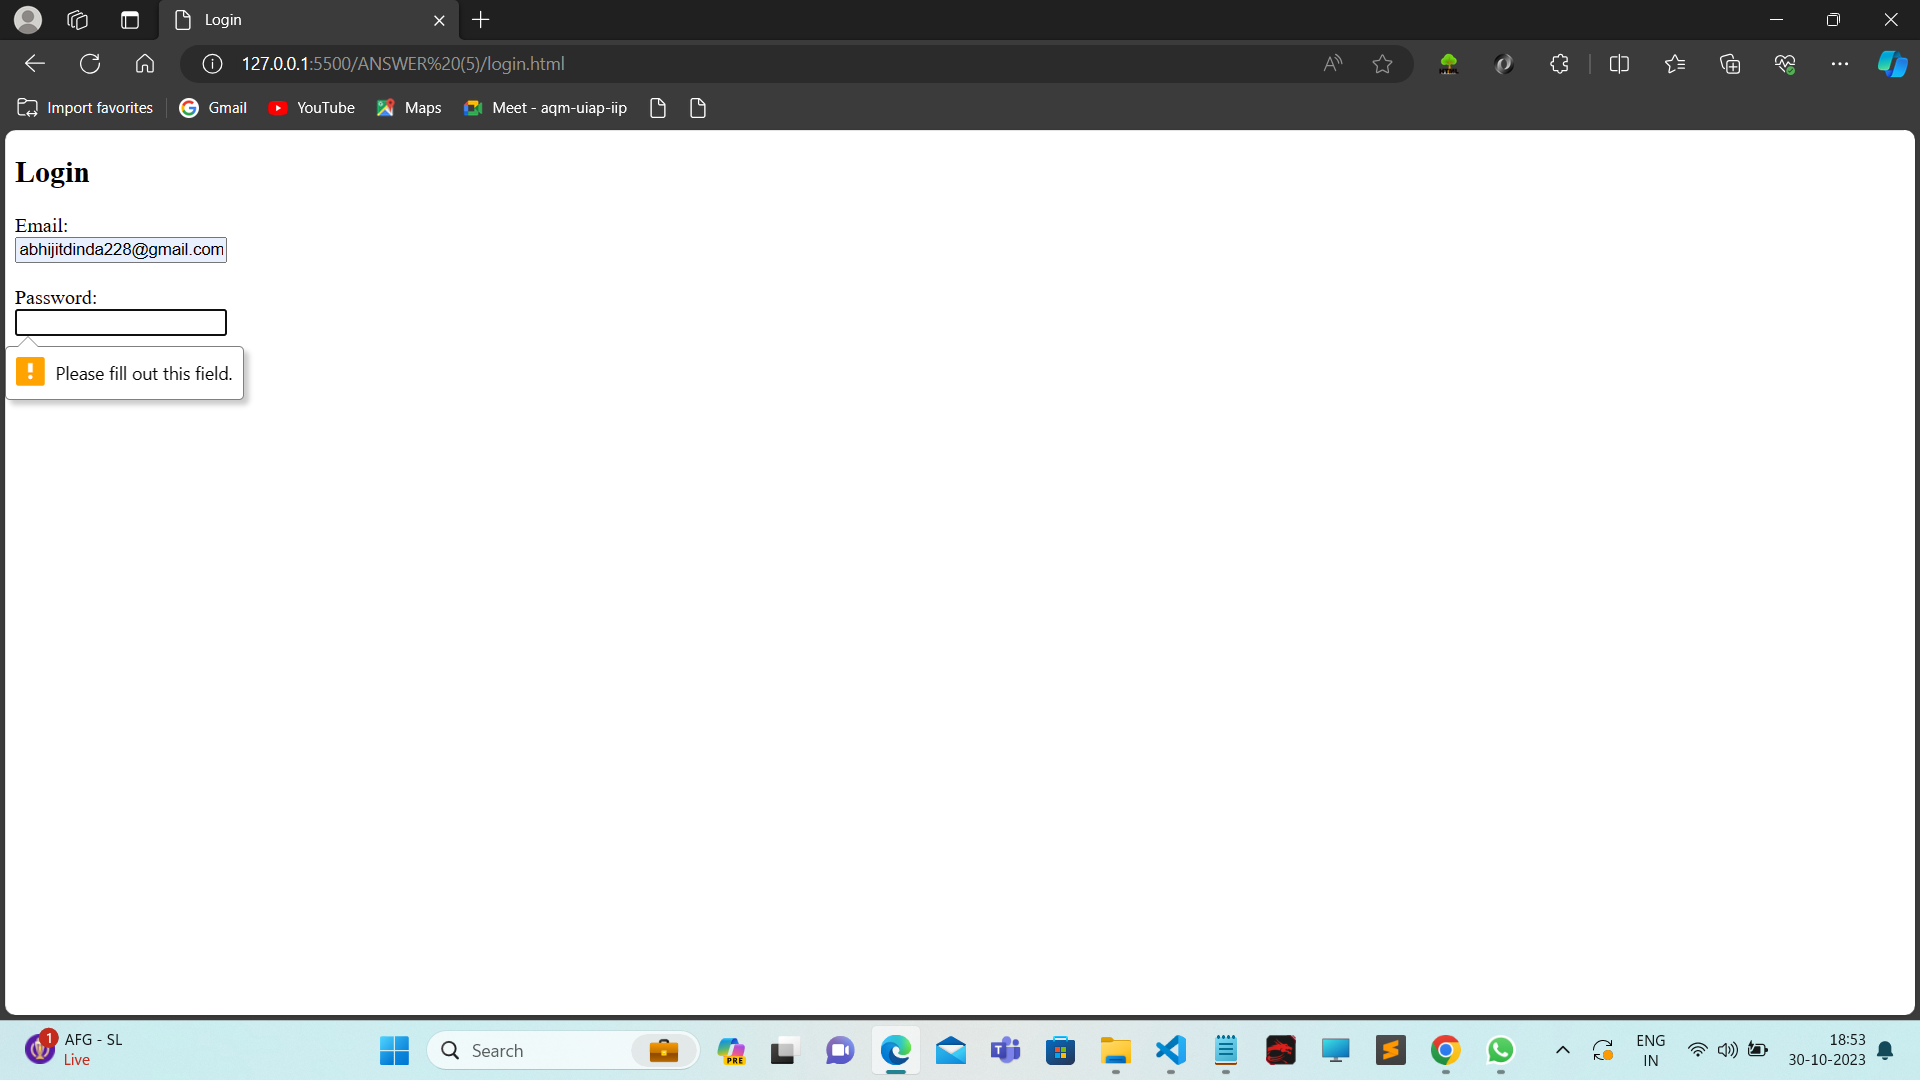 Login
127.0.0.1:5500/ANSWER%20(5)/login.html
Import favorites
Gmail
YouTube
Maps
Meet - aqm-uiap-iip
Login
Email:
abhijitdinda228@gmail.com
Password:
Please fill out this field.
1
AFG - SL
Live
Search
PRE
ENG
IN
18:53
30-10-2023